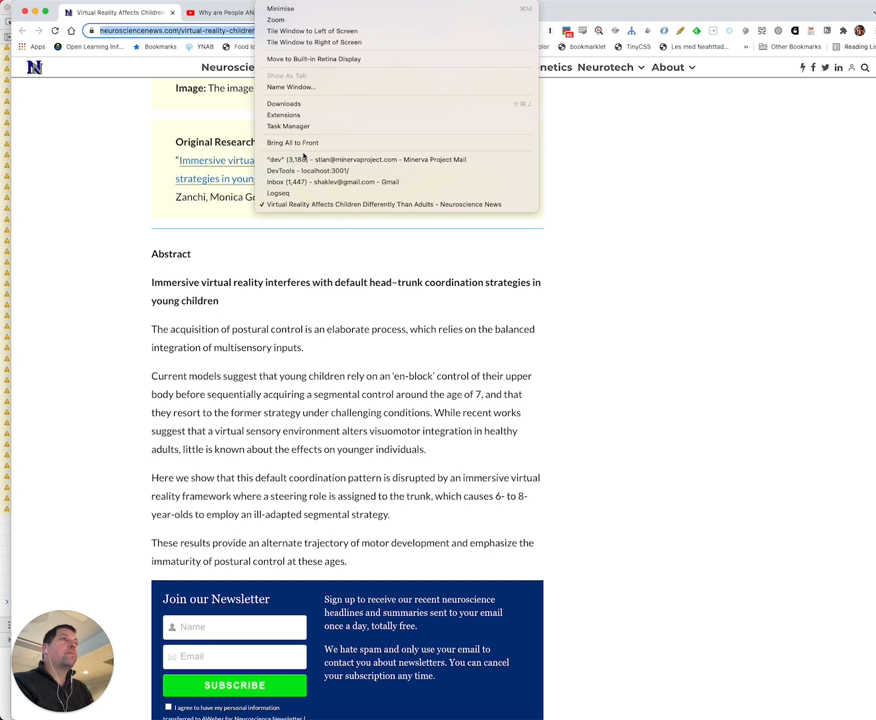 Minimise ⌘M
Virtual Reality Affects Children
Why are People AN
Zoom
neurosciencenews.com/virtual-reality-children
Tile Window to Left of Screen
Tile Window to Right of Screen
Apps
Open Learning Init...
Bookmarks
YNAB
Food
bookmarklet
TinyCSS
Les med Neahttad...
»
Other Bookmarks
Reading List
Move to Built-in Retina Display
N
Neuroscie
netics
Neurotech
About
Show As Tab
Name Window...
Image: The image
Downloads ⇧⌘J
Extensions
Task Manager
Original Research
Bring All to Front
"Immersive virtua
"dev" (3,188) - stian@minervaproject.com - Minerva Project Mail
DevTools - localhost:3001/
strategies in youn
Inbox (1,447) - shaklev@gmail.com - Gmail
Logseq
Zanchi, Monica Go
✓ Virtual Reality Affects Children Differently Than Adults - Neuroscience News
Abstract
Immersive virtual reality interferes with default head–trunk coordination strategies in
young children
The acquisition of postural control is an elaborate process, which relies on the balanced
integration of multisensory inputs.
Current models suggest that young children rely on an ‘en-block’ control of their upper
body before sequentially acquiring a segmental control around the age of 7, and that
they resort to the former strategy under challenging conditions. While recent works
suggest that a virtual sensory environment alters visuomotor integration in healthy
adults, little is known about the effects on younger individuals.
Here we show that this default coordination pattern is disrupted by an immersive virtual
reality framework where a steering role is assigned to the trunk, which causes 6- to 8-
year-olds to employ an ill-adapted segmental strategy.
These results provide an alternate trajectory of motor development and emphasize the
immaturity of postural control at these ages.
Join our Newsletter
Name
Email
SUBSCRIBE
I agree to have my personal information
transferred to AWeber for Neuroscience Newsletter (
Sign up to receive our recent neuroscience
headlines and summaries sent to your email
once a day, totally free.
We hate spam and only use your email to
contact you about newsletters. You can cancel
your subscription any time.